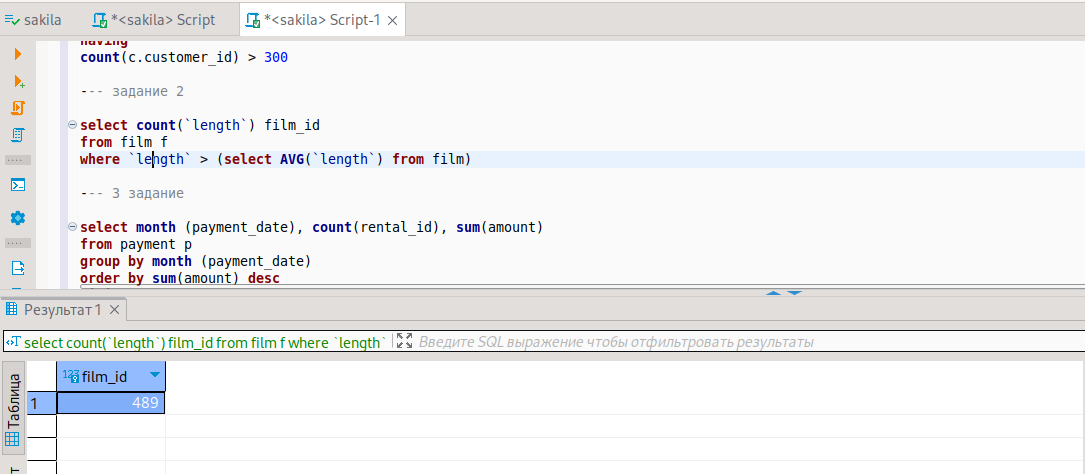 sakila
*<sakila> Script
*<sakila> Script-1
having
count(c.customer_id) > 300
--- задание 2
select count(`length`) film_id
from film f
where `length` > (select AVG(`length`) from film)
--- 3 задание
select month (payment_date), count(rental_id), sum(amount)
from payment p
group by month (payment_date)
order by sum(amount) desc
Результат 1
select count(`length`) film_id from film f where `length`
Введите SQL выражение чтобы отфильтровать результаты
Таблица
123 film_id
1
489